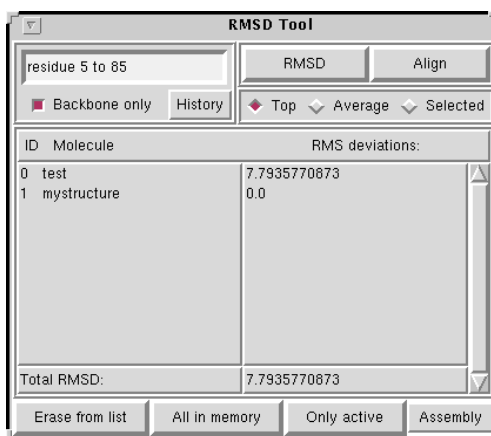 RMSD Tool
residue 5 to 85
RMSD
Align
Backbone only
History
Top
Average
Selected
ID Molecule RMS deviations:
0 test 7.7935770873
1 mystructure 0.0
Total RMSD: 7.7935770873
Erase from list
All in memory
Only active
Assembly